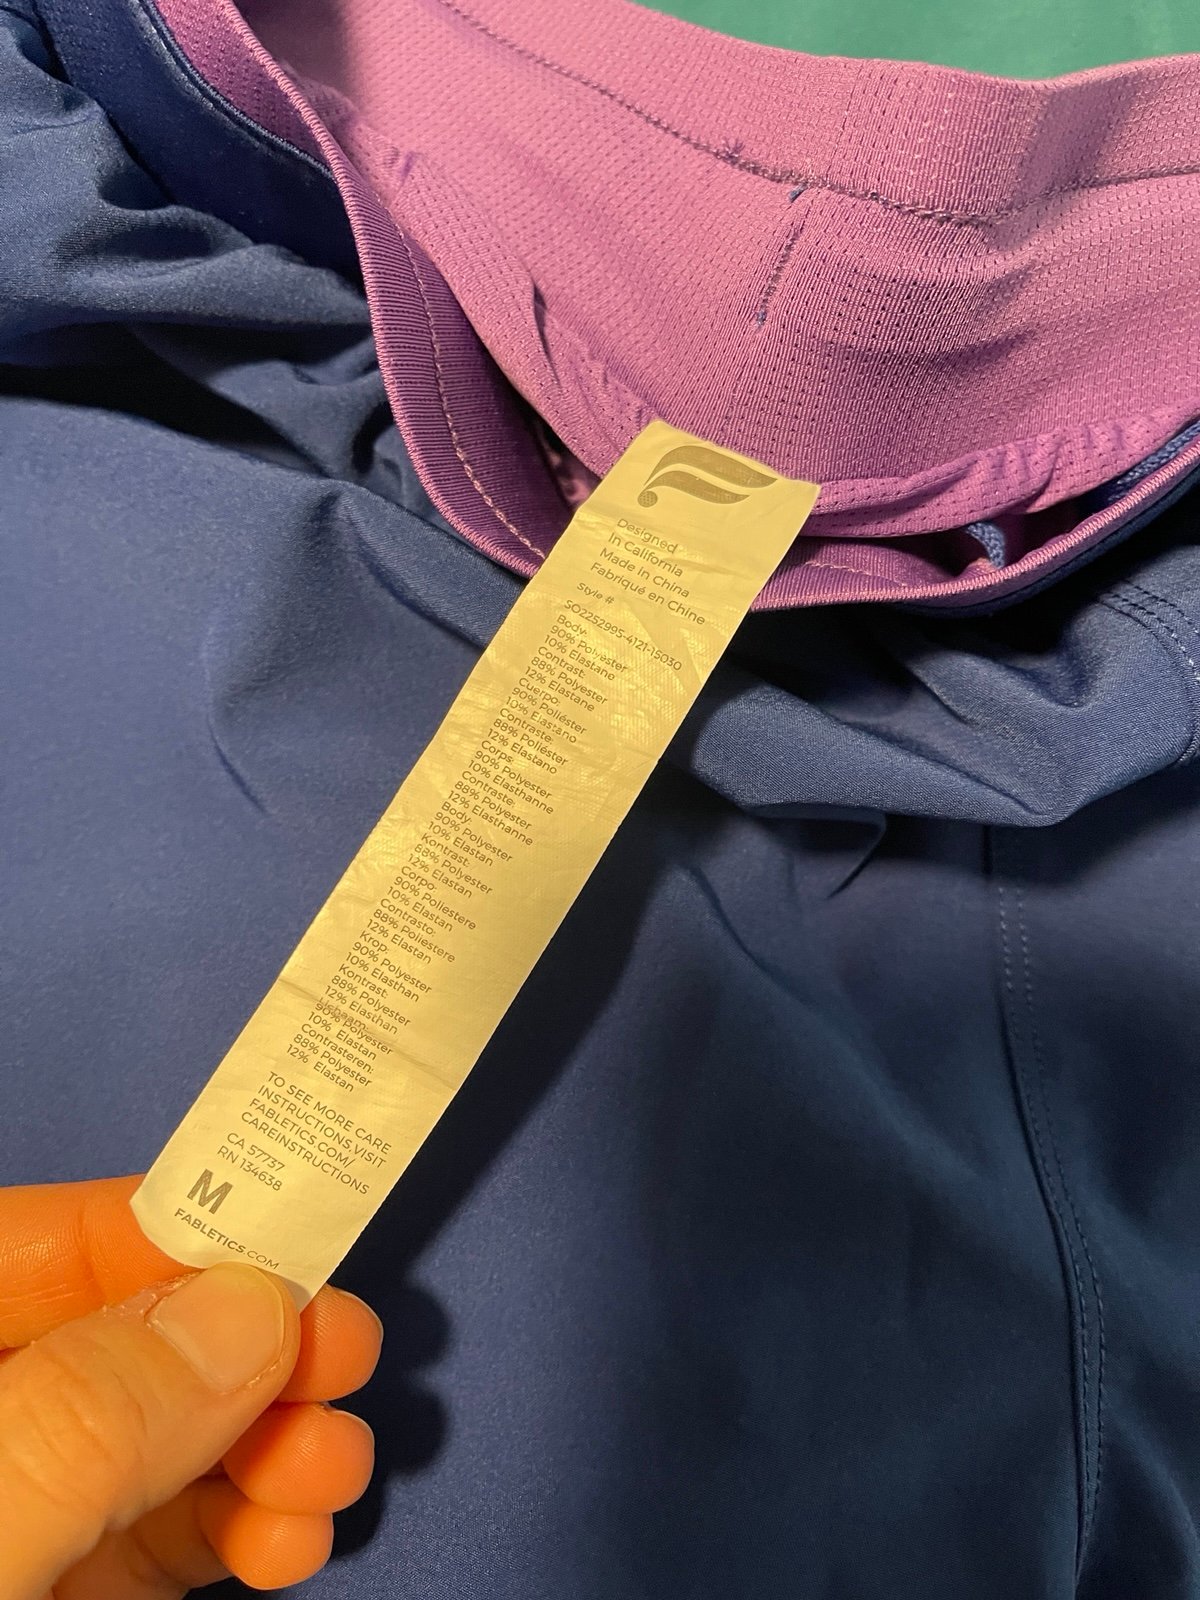 Designed
In California
Made in China
Fabriqué en Chine
Style #
SO2252995-4121-15030
Body:
90% Polyester
10% Elastane
Contrast:
88% Polyester
12% Elastane
Cuerpo:
90% Poliéster
10% Elastano
Contraste:
88% Poliéster
12% Elastano
Corps:
90% Polyester
10% Elasthanne
Contraste:
88% Polyester
12% Elasthanne
Body:
90% Polyester
10% Elastan
Kontrast:
88% Polyester
12% Elastan
Corpo:
90% Poliestere
10% Elastan
Contrasto:
88% Poliestere
12% Elastan
Krop:
90% Polyester
10% Elasthan
Kontrast:
88% Polyester
12% Elasthan
90% Polyester
10% Elastan
Contrasteren:
88% Polyester
12% Elastan
TO SEE MORE CARE
INSTRUCTIONS,VISIT
FABLETICS.COM/
CAREINSTRUCTIONS
CA 57737
RN 134638
M
FABLETICS.COM